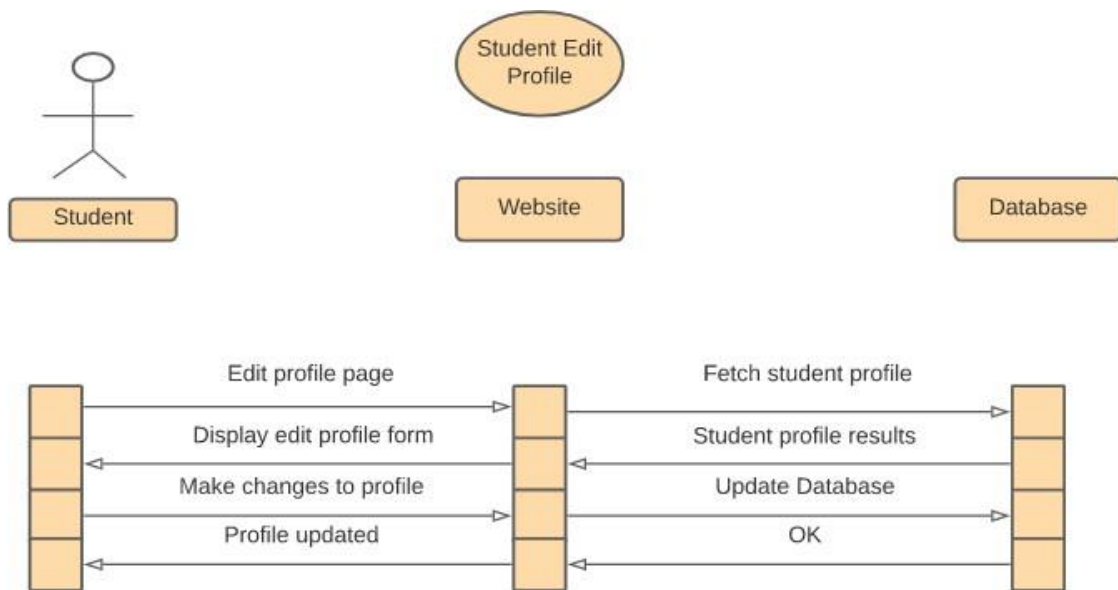 Student Edit
Profile
Student
Website
Database
Edit profile page
Fetch student profile
Display edit profile form
Student profile results
Make changes to profile
Update Database
Profile updated
OK